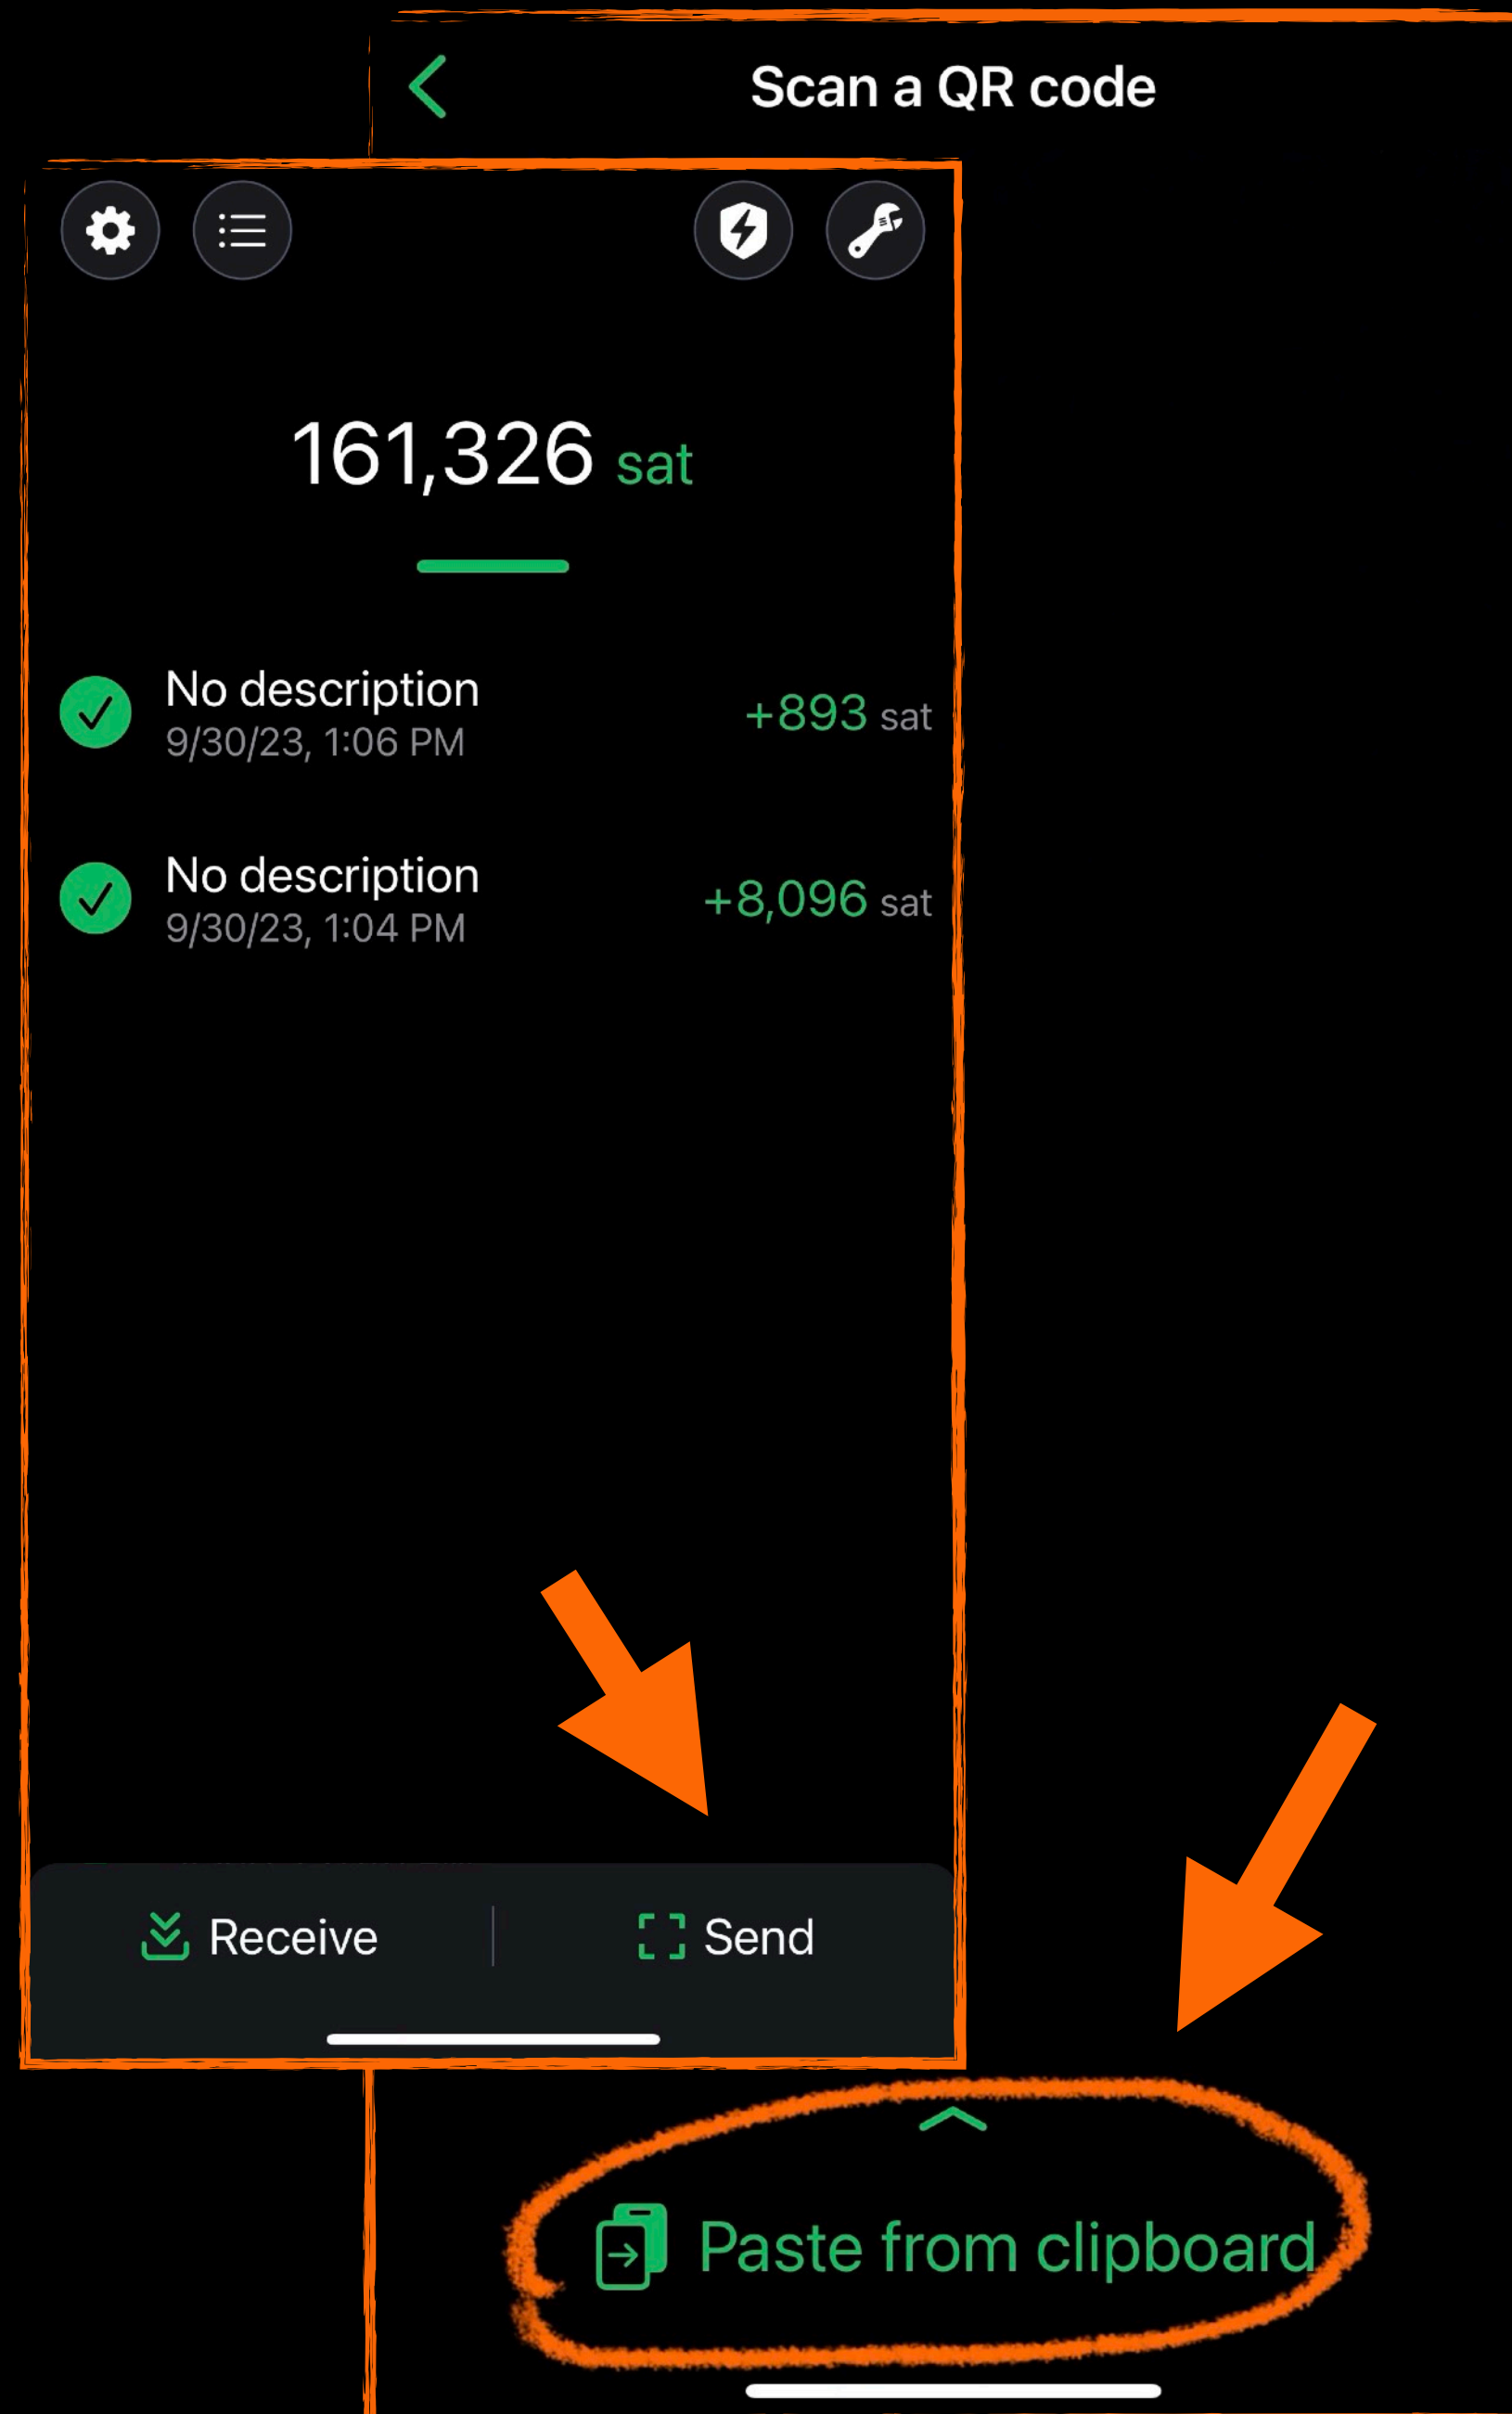 Scan a QR code
161,326 sat
No description
9/30/23, 1:06 PM
+893 sat
No description
9/30/23, 1:04 PM
+8,096 sat
Receive
Send
Paste from clipboard